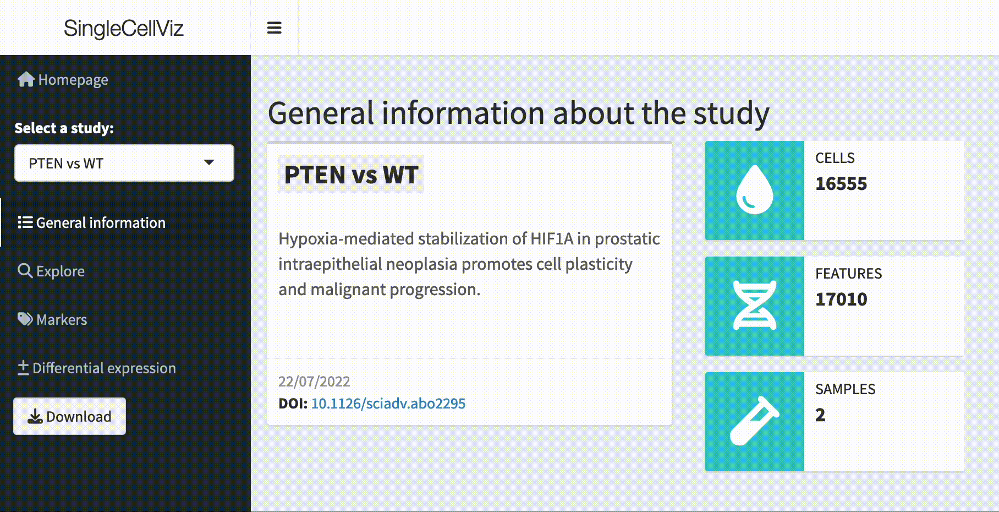 SingleCellViz
Homepage
Select a study:
PTEN vs WT
General information
Explore
Markers
Differential expression
Download
General information about the study
PTEN vs WT
Hypoxia-mediated stabilization of HIF1A in prostatic
intraepithelial neoplasia promotes cell plasticity
and malignant progression.
22/07/2022
DOI: 10.1126/sciadv.abo2295
CELLS
16555
FEATURES
17010
SAMPLES
2